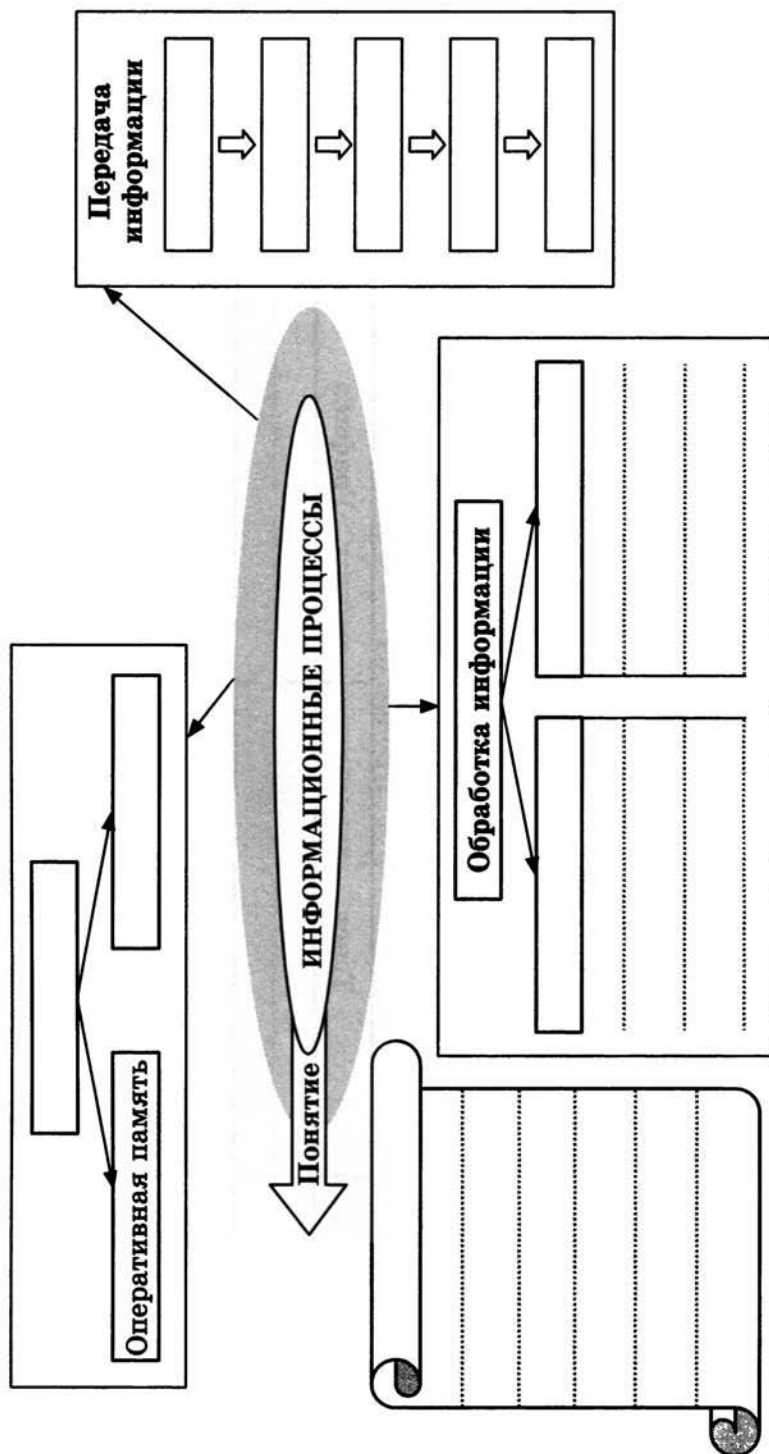 Оперативная память
Понятие
ИНФОРМАЦИОННЫЕ ПРОЦЕССЫ
Передача
информации
Обработка информации